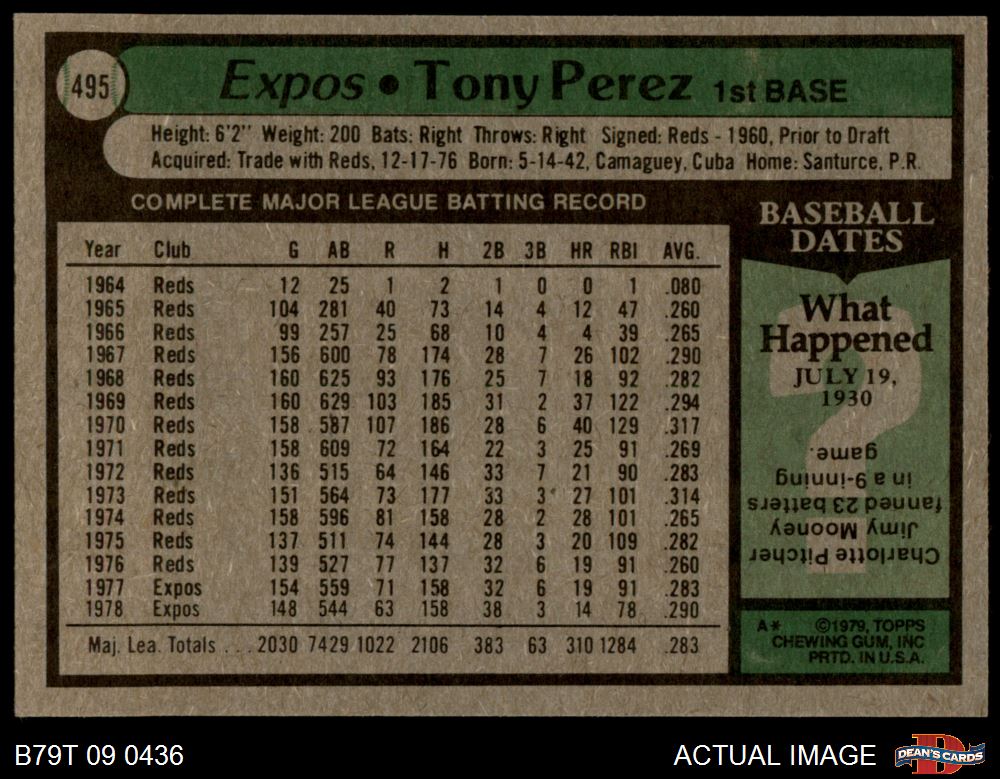 495
Expos • Tony Perez 1st BASE
Height: 6'2" Weight: 200 Bats: Right Throws: Right Signed: Reds - 1960, Prior to Draft
Acquired: Trade with Reds, 12-17-76 Born: 5-14-42, Camaguey, Cuba Home: Santurce, P.R.
COMPLETE MAJOR LEAGUE BATTING RECORD
Year Club G AB R H 2B 3B HR RBI AVG.
1964 Reds 12 25 1 2 1 0 0 1 .080
1965 Reds 104 281 40 73 14 4 12 47 .260
1966 Reds 99 257 25 68 10 4 4 39 .265
1967 Reds 156 600 78 174 28 7 26 102 .290
1968 Reds 160 625 93 176 25 7 18 92 .282
1969 Reds 160 629 103 185 31 2 37 122 .294
1970 Reds 158 587 107 186 28 6 40 129 .317
1971 Reds 158 609 72 164 22 3 25 91 .269
1972 Reds 136 515 64 146 33 7 21 90 .283
1973 Reds 151 564 73 177 33 3 27 101 .314
1974 Reds 158 596 81 158 28 2 28 101 .265
1975 Reds 137 511 74 144 28 3 20 109 .282
1976 Reds 139 527 77 137 32 6 19 91 .260
1977 Expos 154 559 71 158 32 6 19 91 .283
1978 Expos 148 544 63 158 38 3 14 78 .290
Maj. Lea. Totals . . . 2030 7429 1022 2106 383 63 310 1284 .283
BASEBALL
DATES
What
Happened
JULY 19,
1930
Charlotte Pitcher
Jimy Mooney
fanned 23 batters
in a 9-inning
game.
A* ©1979, TOPPS
CHEWING GUM, INC
PRTD. IN U.S.A.
B79T 09 0436
ACTUAL IMAGE
DEAN'S CARDS